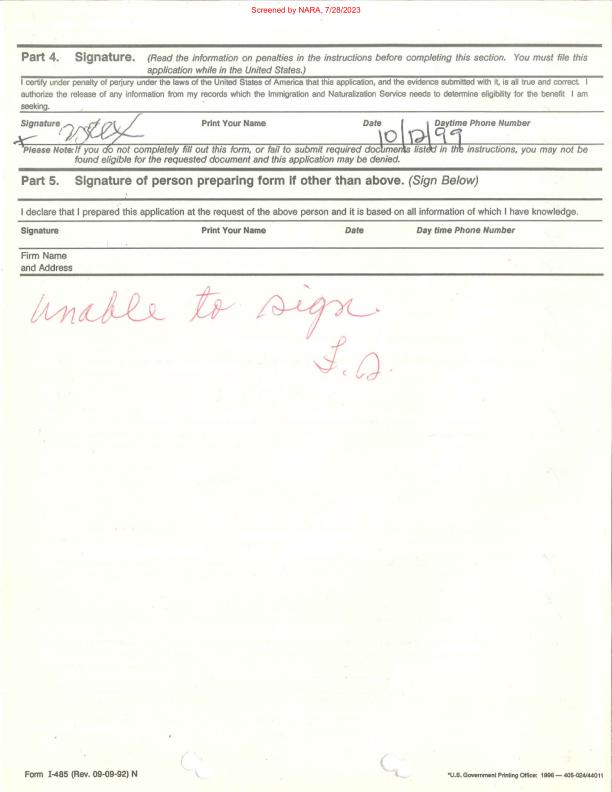 Screened by NARA, 7/28/2023
Part 4. Signature. (Read the information on penalties in the instructions before completing this section. You must file this
application while in the United States.)
I certify under penalty of perjury under the laws of the United States of America that this application, and the evidence submitted with it, is all true and correct. I
authorize the release of any information from my records which the Immigration and Naturalization Service needs to determine eligibility for the benefit I am
seeking.
Signature Print Your Name Date Daytime Phone Number
x 10/12/99
Please Note: If you do not completely fill out this form, or fail to submit required documents listed in the instructions, you may not be
found eligible for the requested document and this application may be denied.
Part 5. Signature of person preparing form if other than above. (Sign Below)
I declare that I prepared this application at the request of the above person and it is based on all information of which I have knowledge.
Signature Print Your Name Date Day time Phone Number
Firm Name
and Address
Unable to sign.
Form I-485 (Rev. 09-09-92) N *U.S. Government Printing Office: 1996 — 405-024/44011